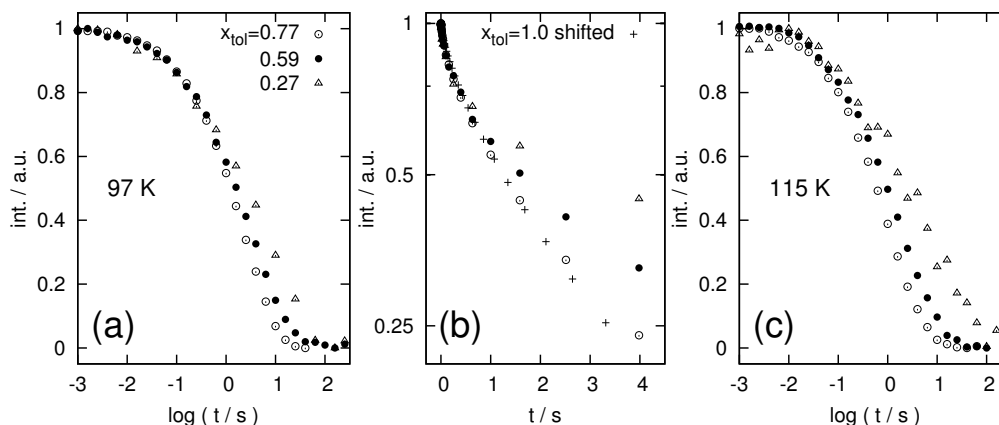 x_tol=0.77
0.59
0.27
97 K
(a)
int. / a.u.
1
0.8
0.6
0.4
0.2
0
-3 -2 -1 0 1 2
log ( t / s )
x_tol=1.0 shifted
(b)
int. / a.u.
1
0.5
0.25
0 1 2 3 4 5
t / s
115 K
(c)
int. / a.u.
1
0.8
0.6
0.4
0.2
0
-3 -2 -1 0 1 2
log ( t / s )